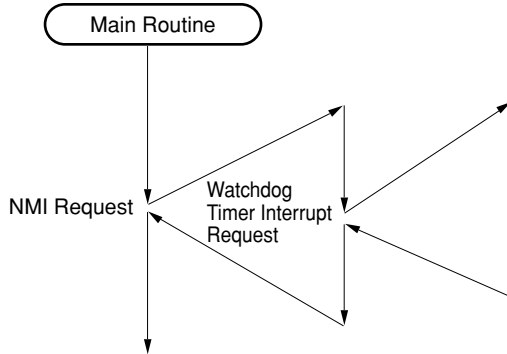 Main Routine
NMI Request
Watchdog
Timer Interrupt
Request